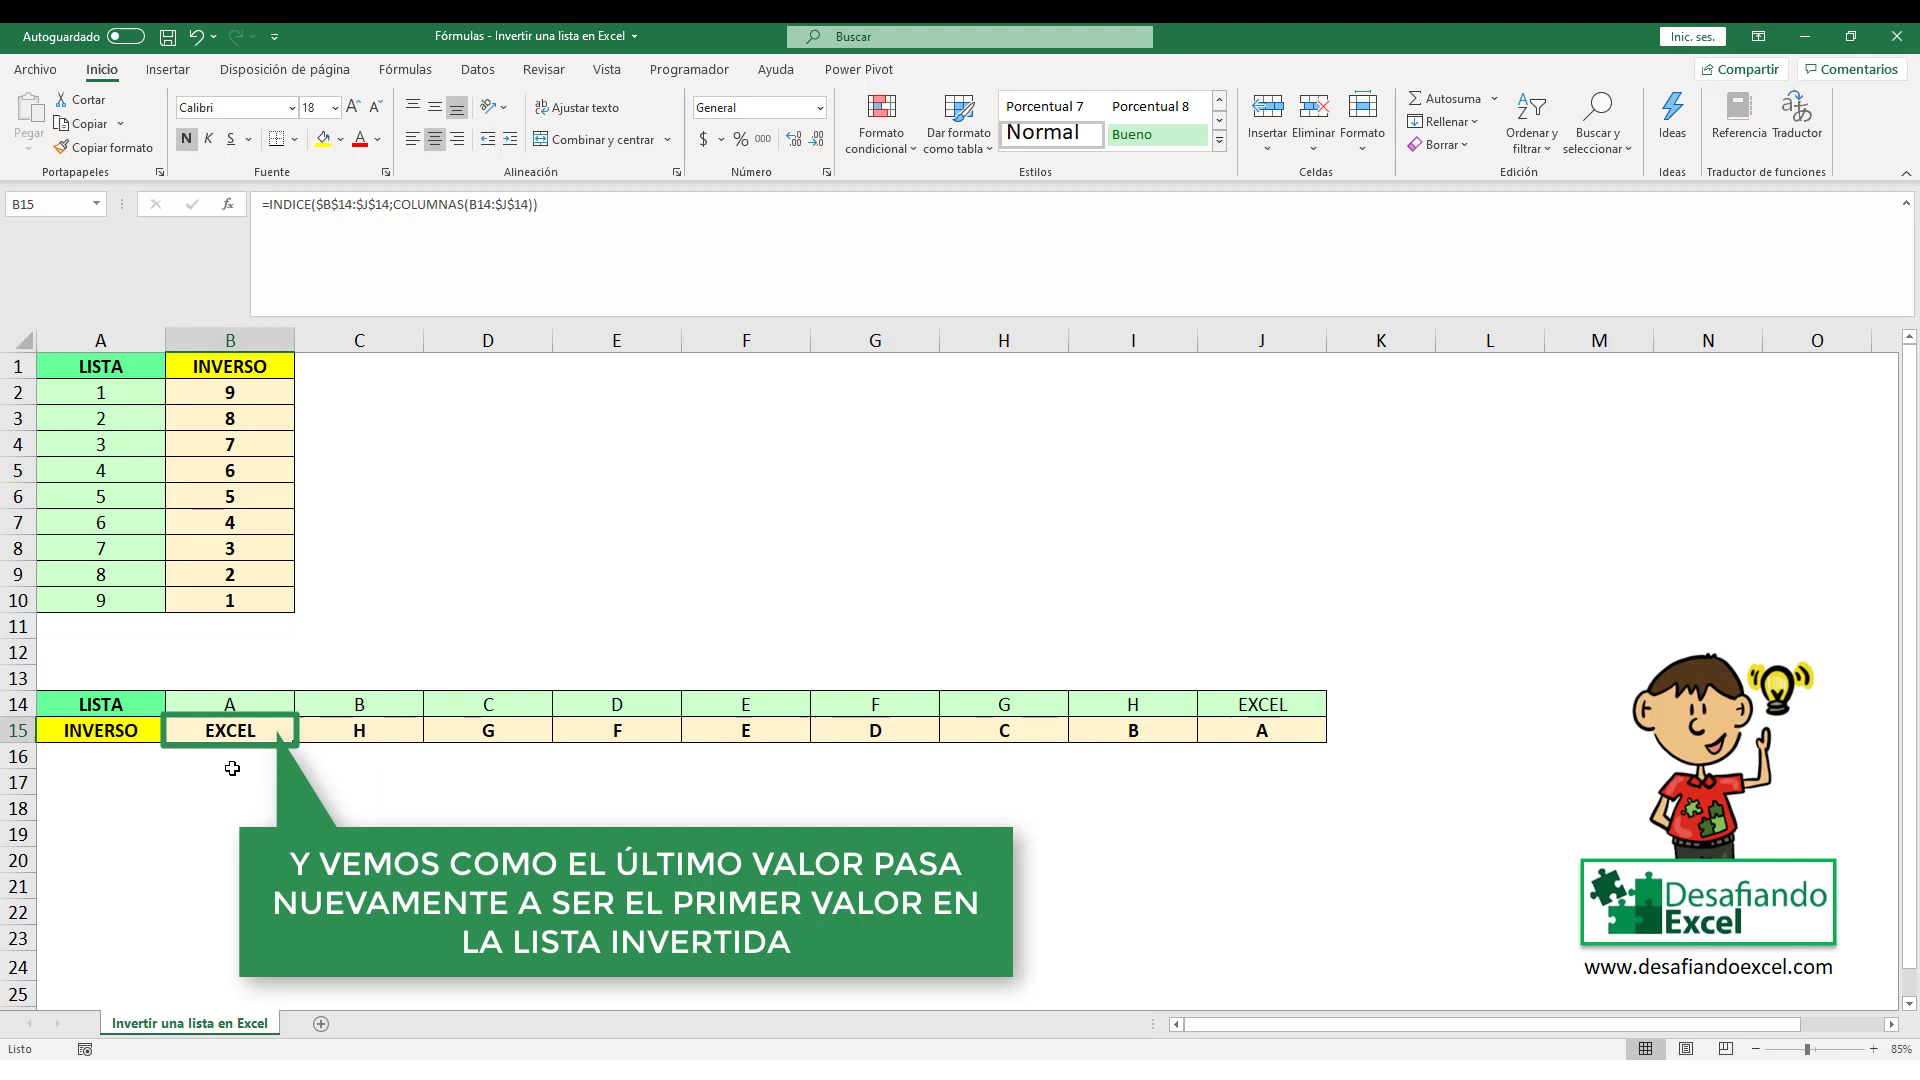 Autoguardado
Fórmulas - Invertir una lista en Excel
Buscar
Inic. ses.
Archivo Inicio Insertar Disposición de página Fórmulas Datos Revisar Vista Programador Ayuda Power Pivot
Compartir Comentarios
Pegar
Cortar
Copiar
Copiar formato
Portapapeles
Calibri 18
N K S
Fuente
Ajustar texto
Combinar y centrar
Alineación
General
$ % 000
Número
Formato condicional
Dar formato como tabla
Porcentual 7 Porcentual 8
Normal Bueno
Estilos
Insertar Eliminar Formato
Celdas
Autosuma
Rellenar
Borrar
Ordenar y filtrar
Buscar y seleccionar
Edición
Ideas
Ideas
Referencia Traductor
Traductor de funciones
B15
fx
=INDICE($B$14:$J$14;COLUMNAS(B14:$J$14))
A B C D E F G H I J K L M N O
1 LISTA INVERSO
2 1 9
3 2 8
4 3 7
5 4 6
6 5 5
7 6 4
8 7 3
9 8 2
10 9 1
11
12
13
14 LISTA A B C D E F G H EXCEL
15 INVERSO EXCEL H G F E D C B A
16
17
18
19
20
21
22
23
24
25
Y VEMOS COMO EL ÚLTIMO VALOR PASA
NUEVAMENTE A SER EL PRIMER VALOR EN
LA LISTA INVERTIDA
Desafiando
Excel
www.desafiandoexcel.com
Invertir una lista en Excel
Listo
85%